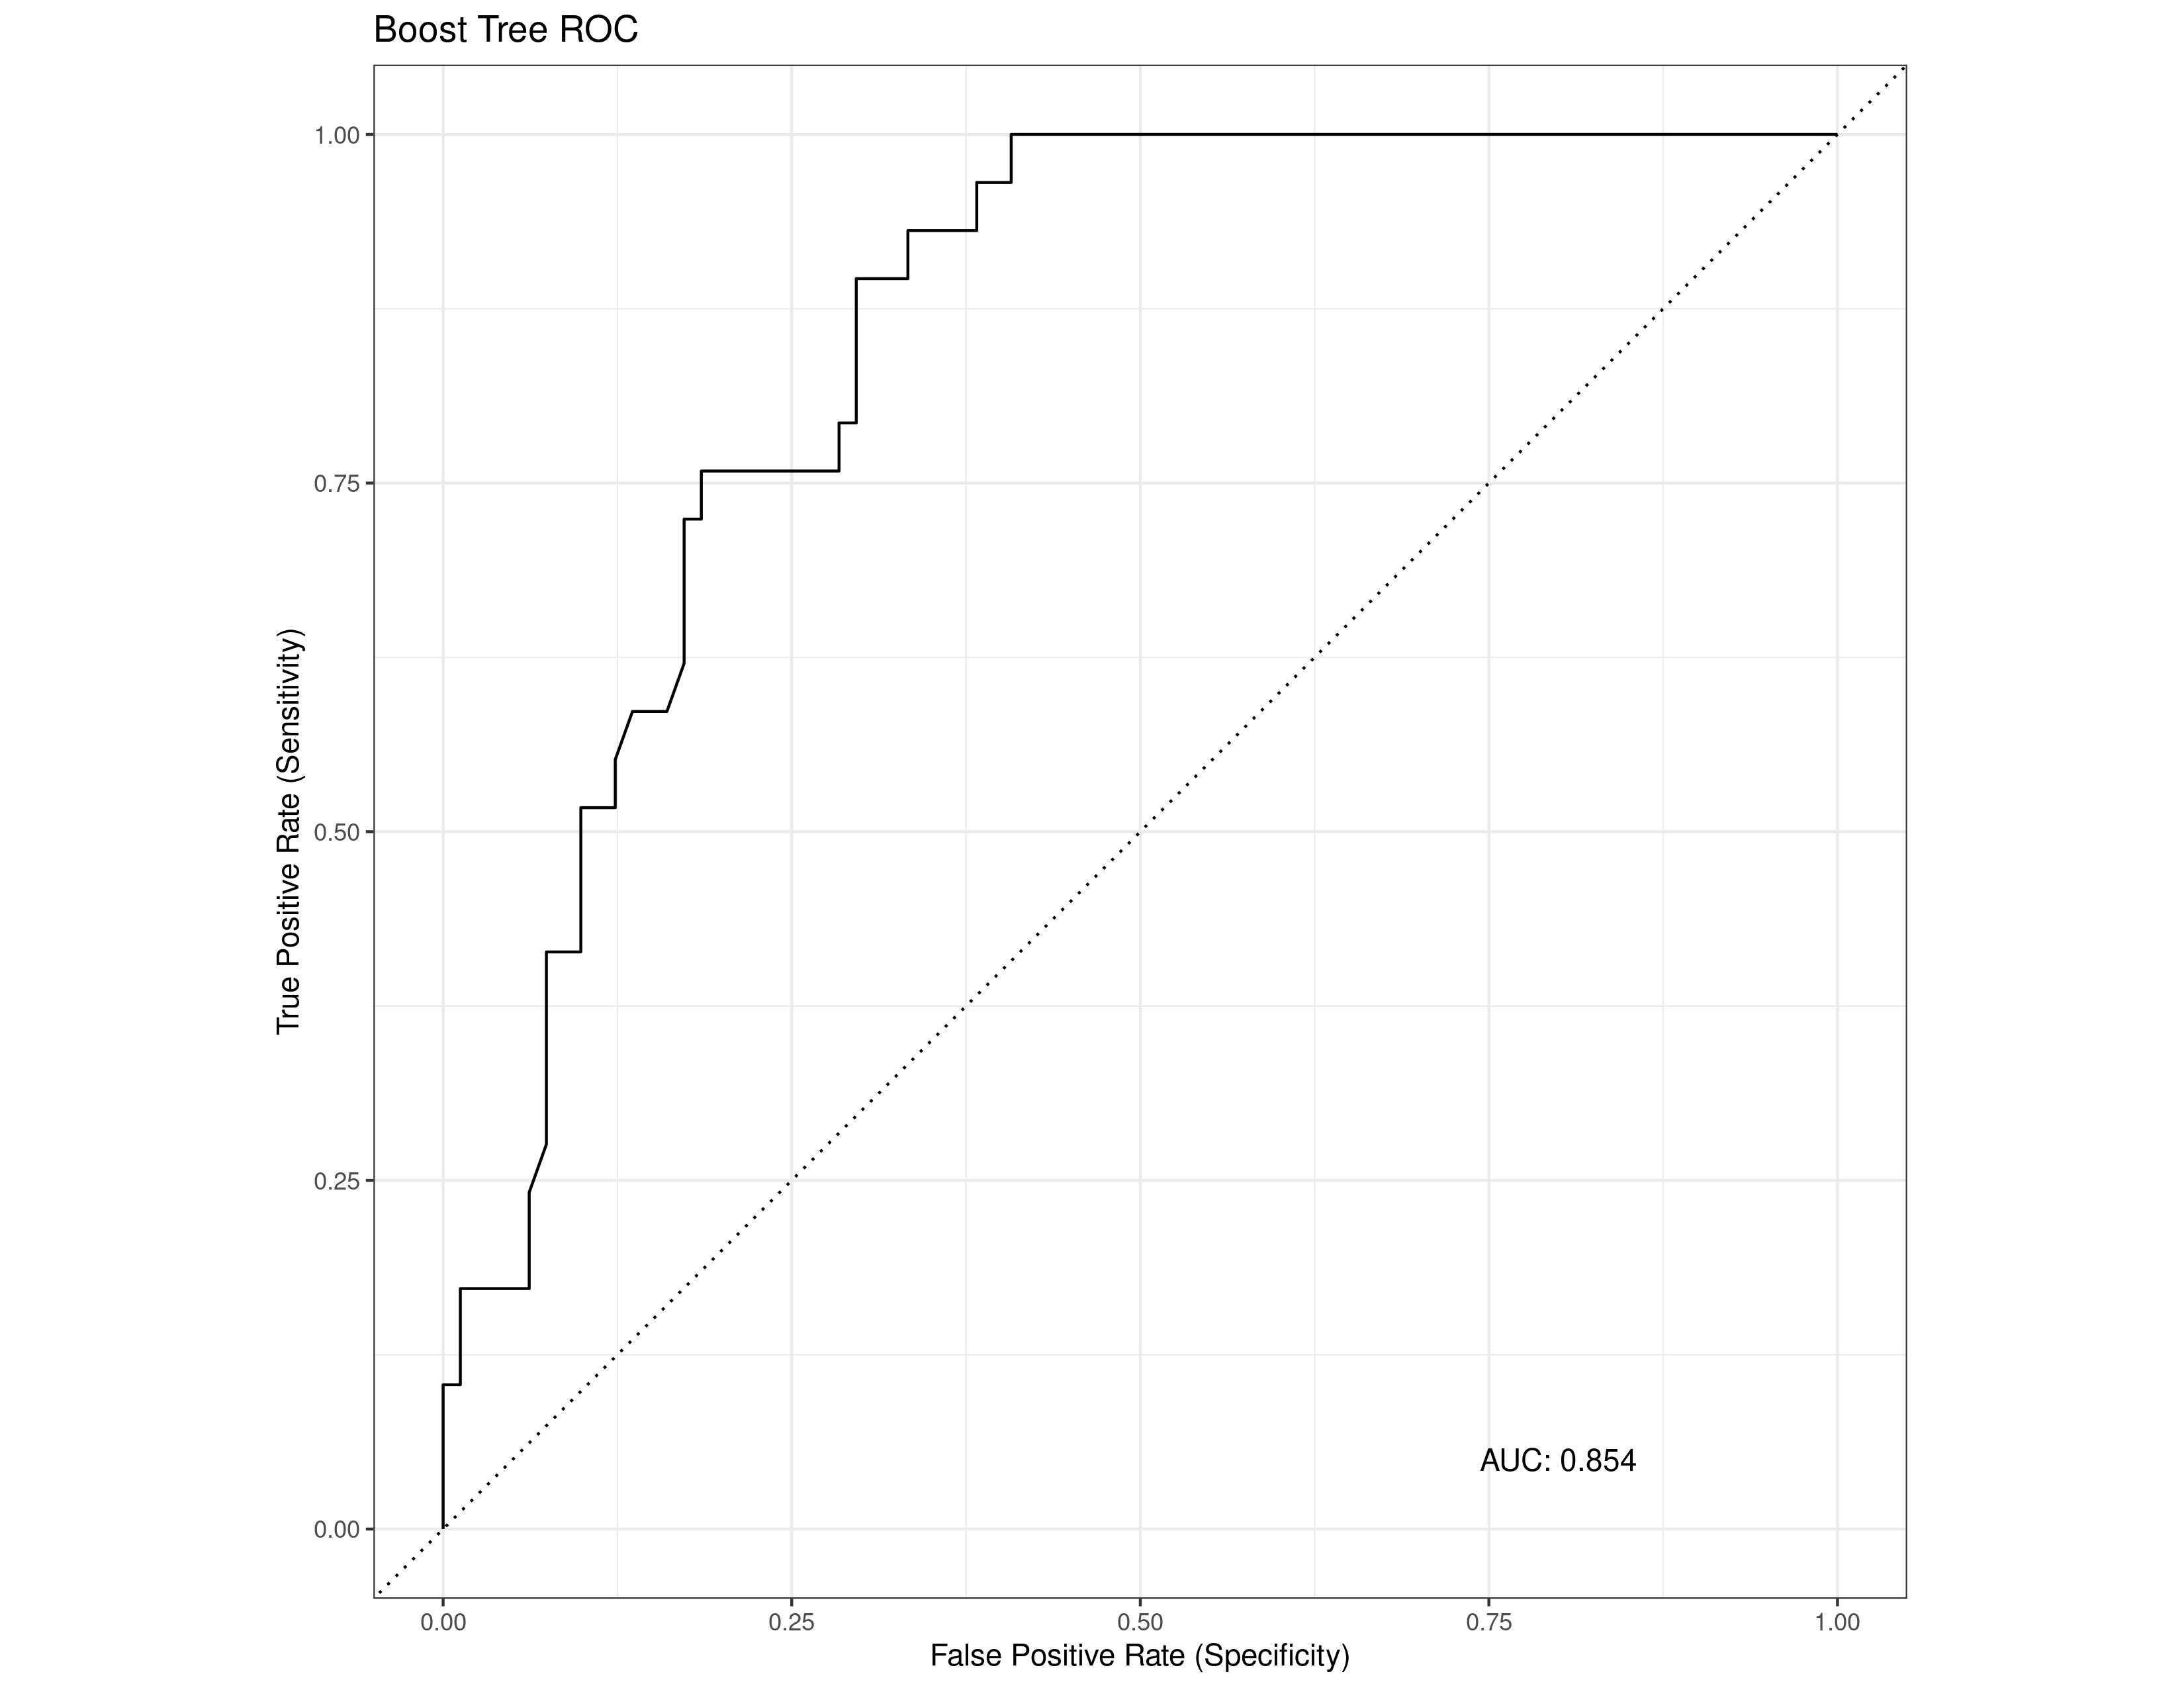 Boost Tree ROC
1.00
0.75
0.50
0.25
0.00
True Positive Rate (Sensitivity)
AUC: 0.854
0.00 0.25 0.50 0.75 1.00
False Positive Rate (Specificity)